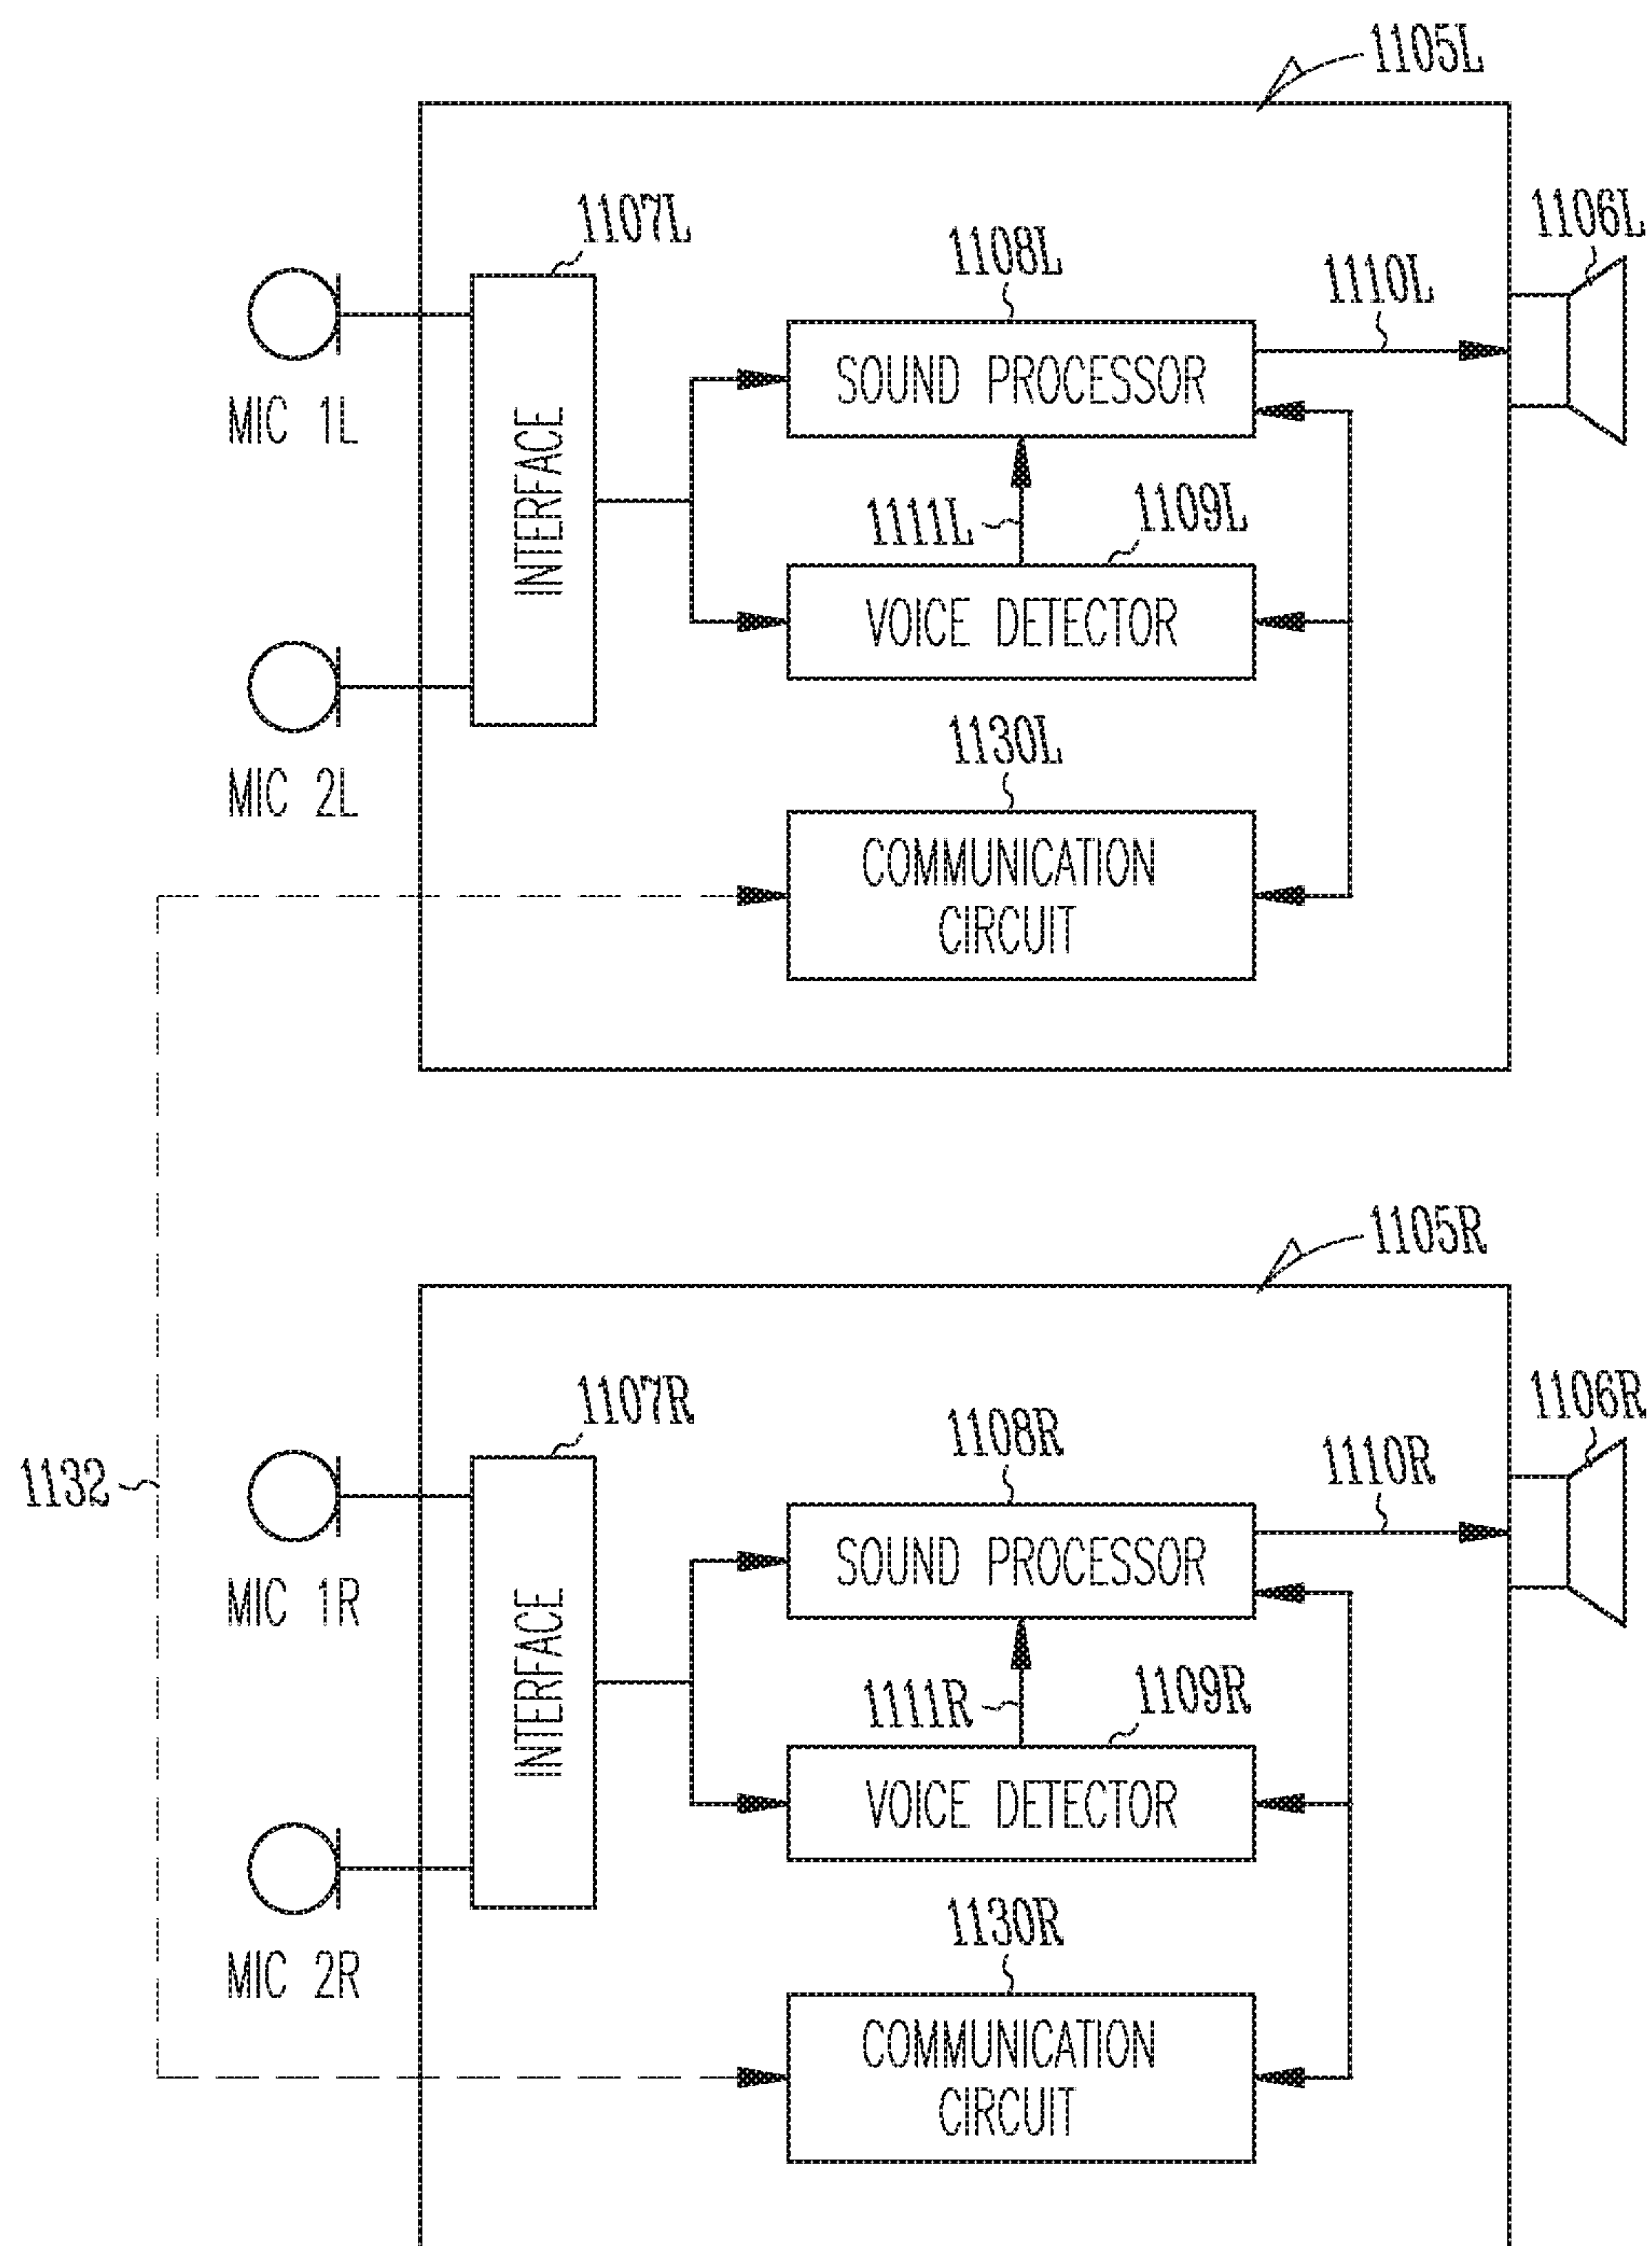 1105L
1107L
1106L
1108L
1110L
MIC 1L
INTERFACE
SOUND PROCESSOR
1111L
1109L
VOICE DETECTOR
MIC 2L
1130L
COMMUNICATION
CIRCUIT
1105R
1107R
1106R
1108R
1110R
1132
MIC 1R
INTERFACE
SOUND PROCESSOR
1111R
1109R
VOICE DETECTOR
MIC 2R
1130R
COMMUNICATION
CIRCUIT